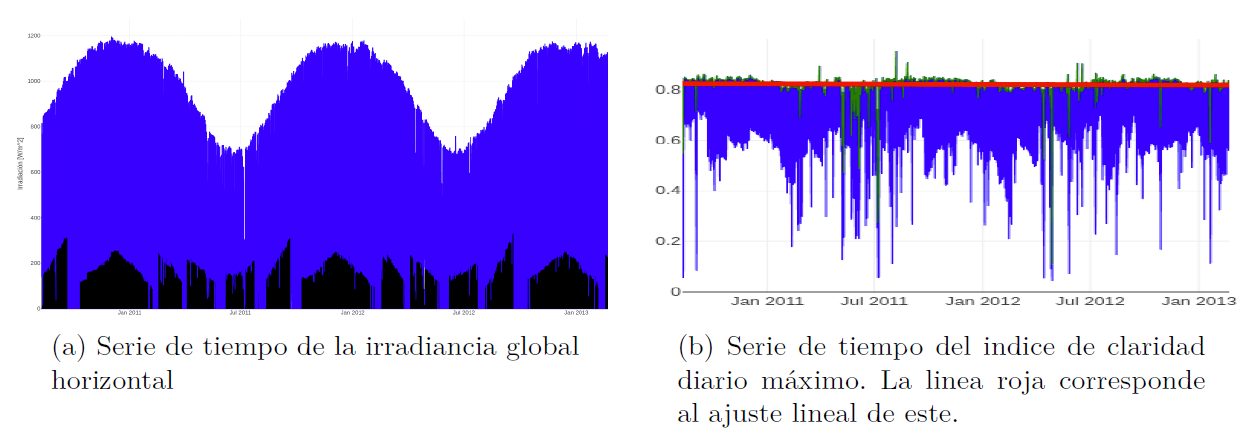 1200
1000
800
600
400
200
0
Irradiación [W/m^2]
Jan 2011
Jul 2011
Jan 2012
Jul 2012
Jan 2013
(a) Serie de tiempo de la irradiancia global
horizontal
0.8
0.6
0.4
0.2
0
Jan 2011
Jul 2011
Jan 2012
Jul 2012
Jan 2013
(b) Serie de tiempo del indice de claridad
diario máximo. La linea roja corresponde
al ajuste lineal de este.